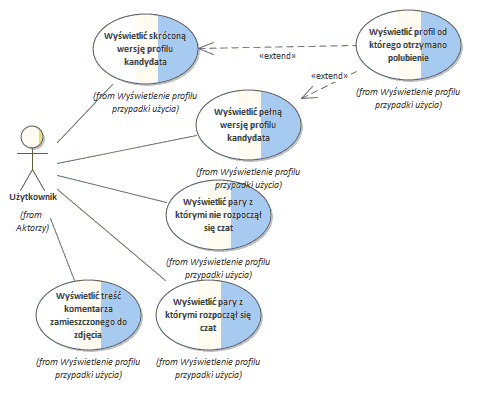 Wyświetlić skróconą
wersję profilu
kandydata
(from Wyświetlenie profilu
przypadki użycia)
«extend»
Wyświetlić profil od
którego otrzymano
polubienie
(from Wyświetlenie profilu
przypadki użycia)
«extend»
Wyświetlić pełną
wersję profilu
kandydata
(from Wyświetlenie profilu
przypadki użycia)
Użytkownik
(from
Aktorzy)
Wyświetlić pary z
którymi nie rozpoczął
się czat
(from Wyświetlenie profilu
przypadki użycia)
Wyświetlić treść
komentarza
zamieszczonego do
zdjęcia
(from Wyświetlenie profilu
przypadki użycia)
Wyświetlić pary z
którymi rozpoczął się
czat
(from Wyświetlenie profilu
przypadki użycia)